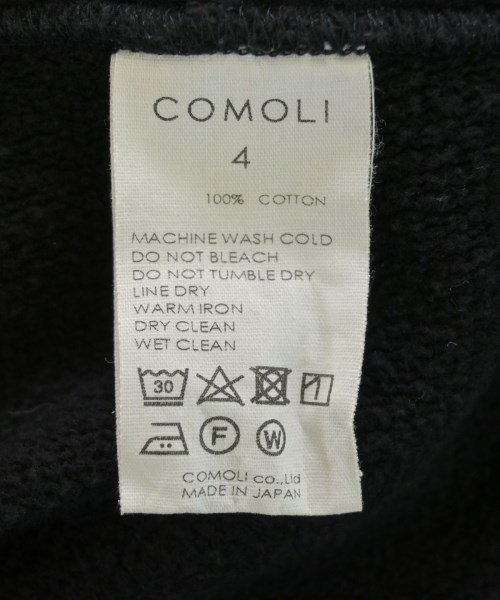 COMOLI
4
100% COTTON
MACHINE WASH COLD
DO NOT BLEACH
DO NOT TUMBLE DRY
LINE DRY
WARM IRON
DRY CLEAN
WET CLEAN
30
F W
COMOLI co.,Ltd
MADE IN JAPAN